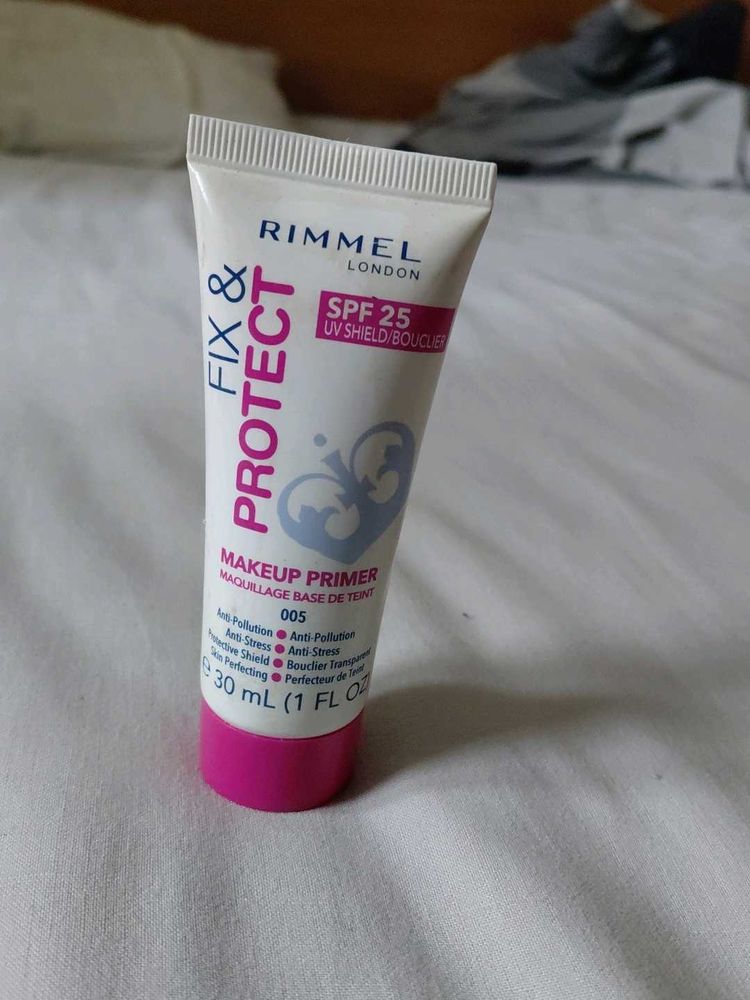 RIMMEL
LONDON
FIX &
PROTECT
SPF 25
UV SHIELD/BOUCLIER
MAKEUP PRIMER
MAQUILLAGE BASE DE TEINT
005
Anti-Pollution • Anti-Pollution
Anti-Stress • Anti-Stress
Protective Shield • Bouclier Transparent
Skin Perfecting • Perfecteur de Teint
e 30 mL (1 FL OZ)